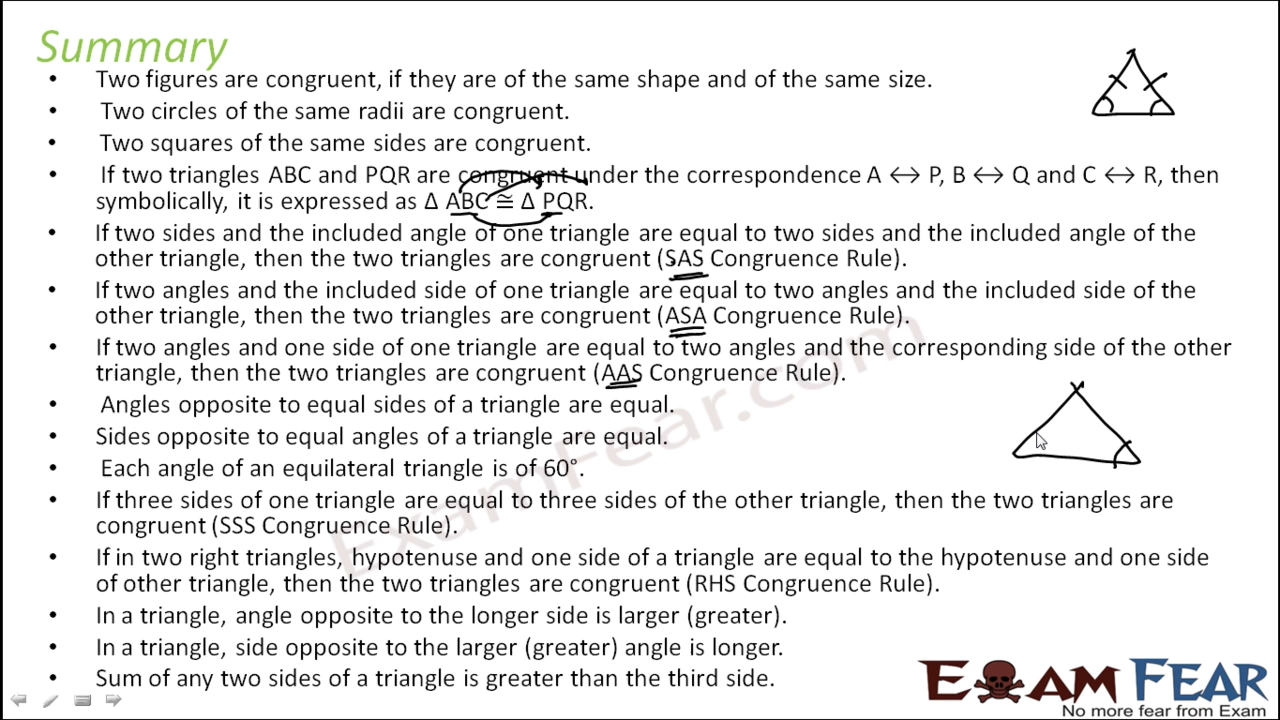 Summary
• Two figures are congruent, if they are of the same shape and of the same size.
• Two circles of the same radii are congruent.
• Two squares of the same sides are congruent.
• If two triangles ABC and PQR are congruent under the correspondence A ↔ P, B ↔ Q and C ↔ R, then
symbolically, it is expressed as Δ ABC ≅ Δ PQR.
• If two sides and the included angle of one triangle are equal to two sides and the included angle of the
other triangle, then the two triangles are congruent (SAS Congruence Rule).
• If two angles and the included side of one triangle are equal to two angles and the included side of the
other triangle, then the two triangles are congruent (ASA Congruence Rule).
• If two angles and one side of one triangle are equal to two angles and the corresponding side of the other
triangle, then the two triangles are congruent (AAS Congruence Rule).
• Angles opposite to equal sides of a triangle are equal.
• Sides opposite to equal angles of a triangle are equal.
• Each angle of an equilateral triangle is of 60°.
• If three sides of one triangle are equal to three sides of the other triangle, then the two triangles are
congruent (SSS Congruence Rule).
• If in two right triangles, hypotenuse and one side of a triangle are equal to the hypotenuse and one side
of other triangle, then the two triangles are congruent (RHS Congruence Rule).
• In a triangle, angle opposite to the longer side is larger (greater).
• In a triangle, side opposite to the larger (greater) angle is longer.
• Sum of any two sides of a triangle is greater than the third side.
ExamFear.com
EXAM FEAR
No more fear from Exam